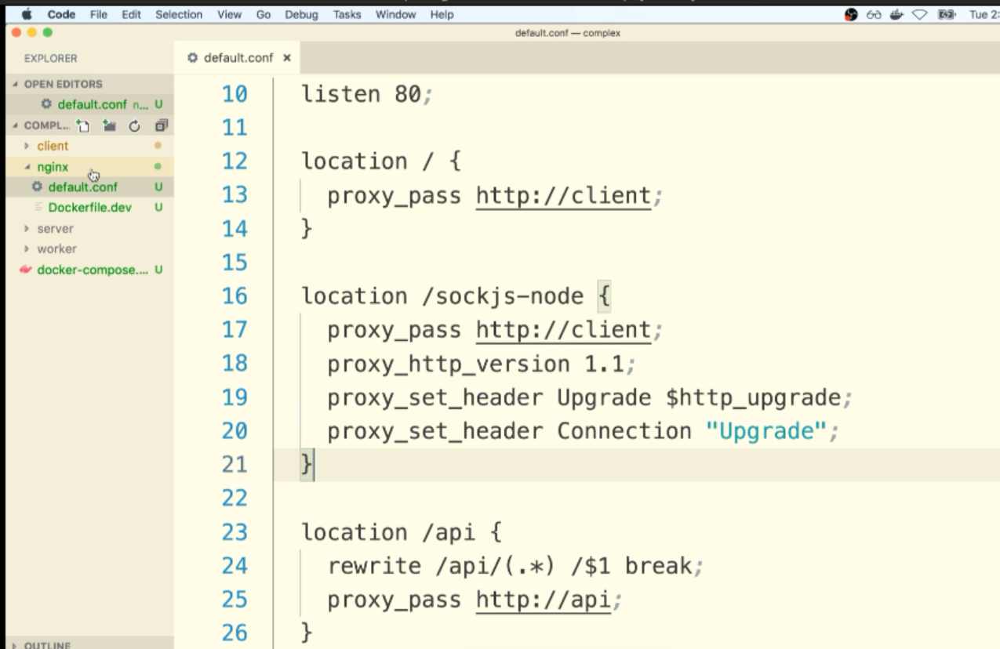 Code File Edit Selection View Go Debug Tasks Window Help Tue 2:
default.conf — complex
EXPLORER
default.conf ×
OPEN EDITORS
default.conf n... U
COMPL...
client
nginx
default.conf U
Dockerfile.dev U
server
worker
docker-compose.... U
OUTLINE
10 listen 80;
11
12 location / {
13 proxy_pass http://client;
14 }
15
16 location /sockjs-node {
17 proxy_pass http://client;
18 proxy_http_version 1.1;
19 proxy_set_header Upgrade $http_upgrade;
20 proxy_set_header Connection "Upgrade";
21 }
22
23 location /api {
24 rewrite /api/(.*) /$1 break;
25 proxy_pass http://api;
26 }